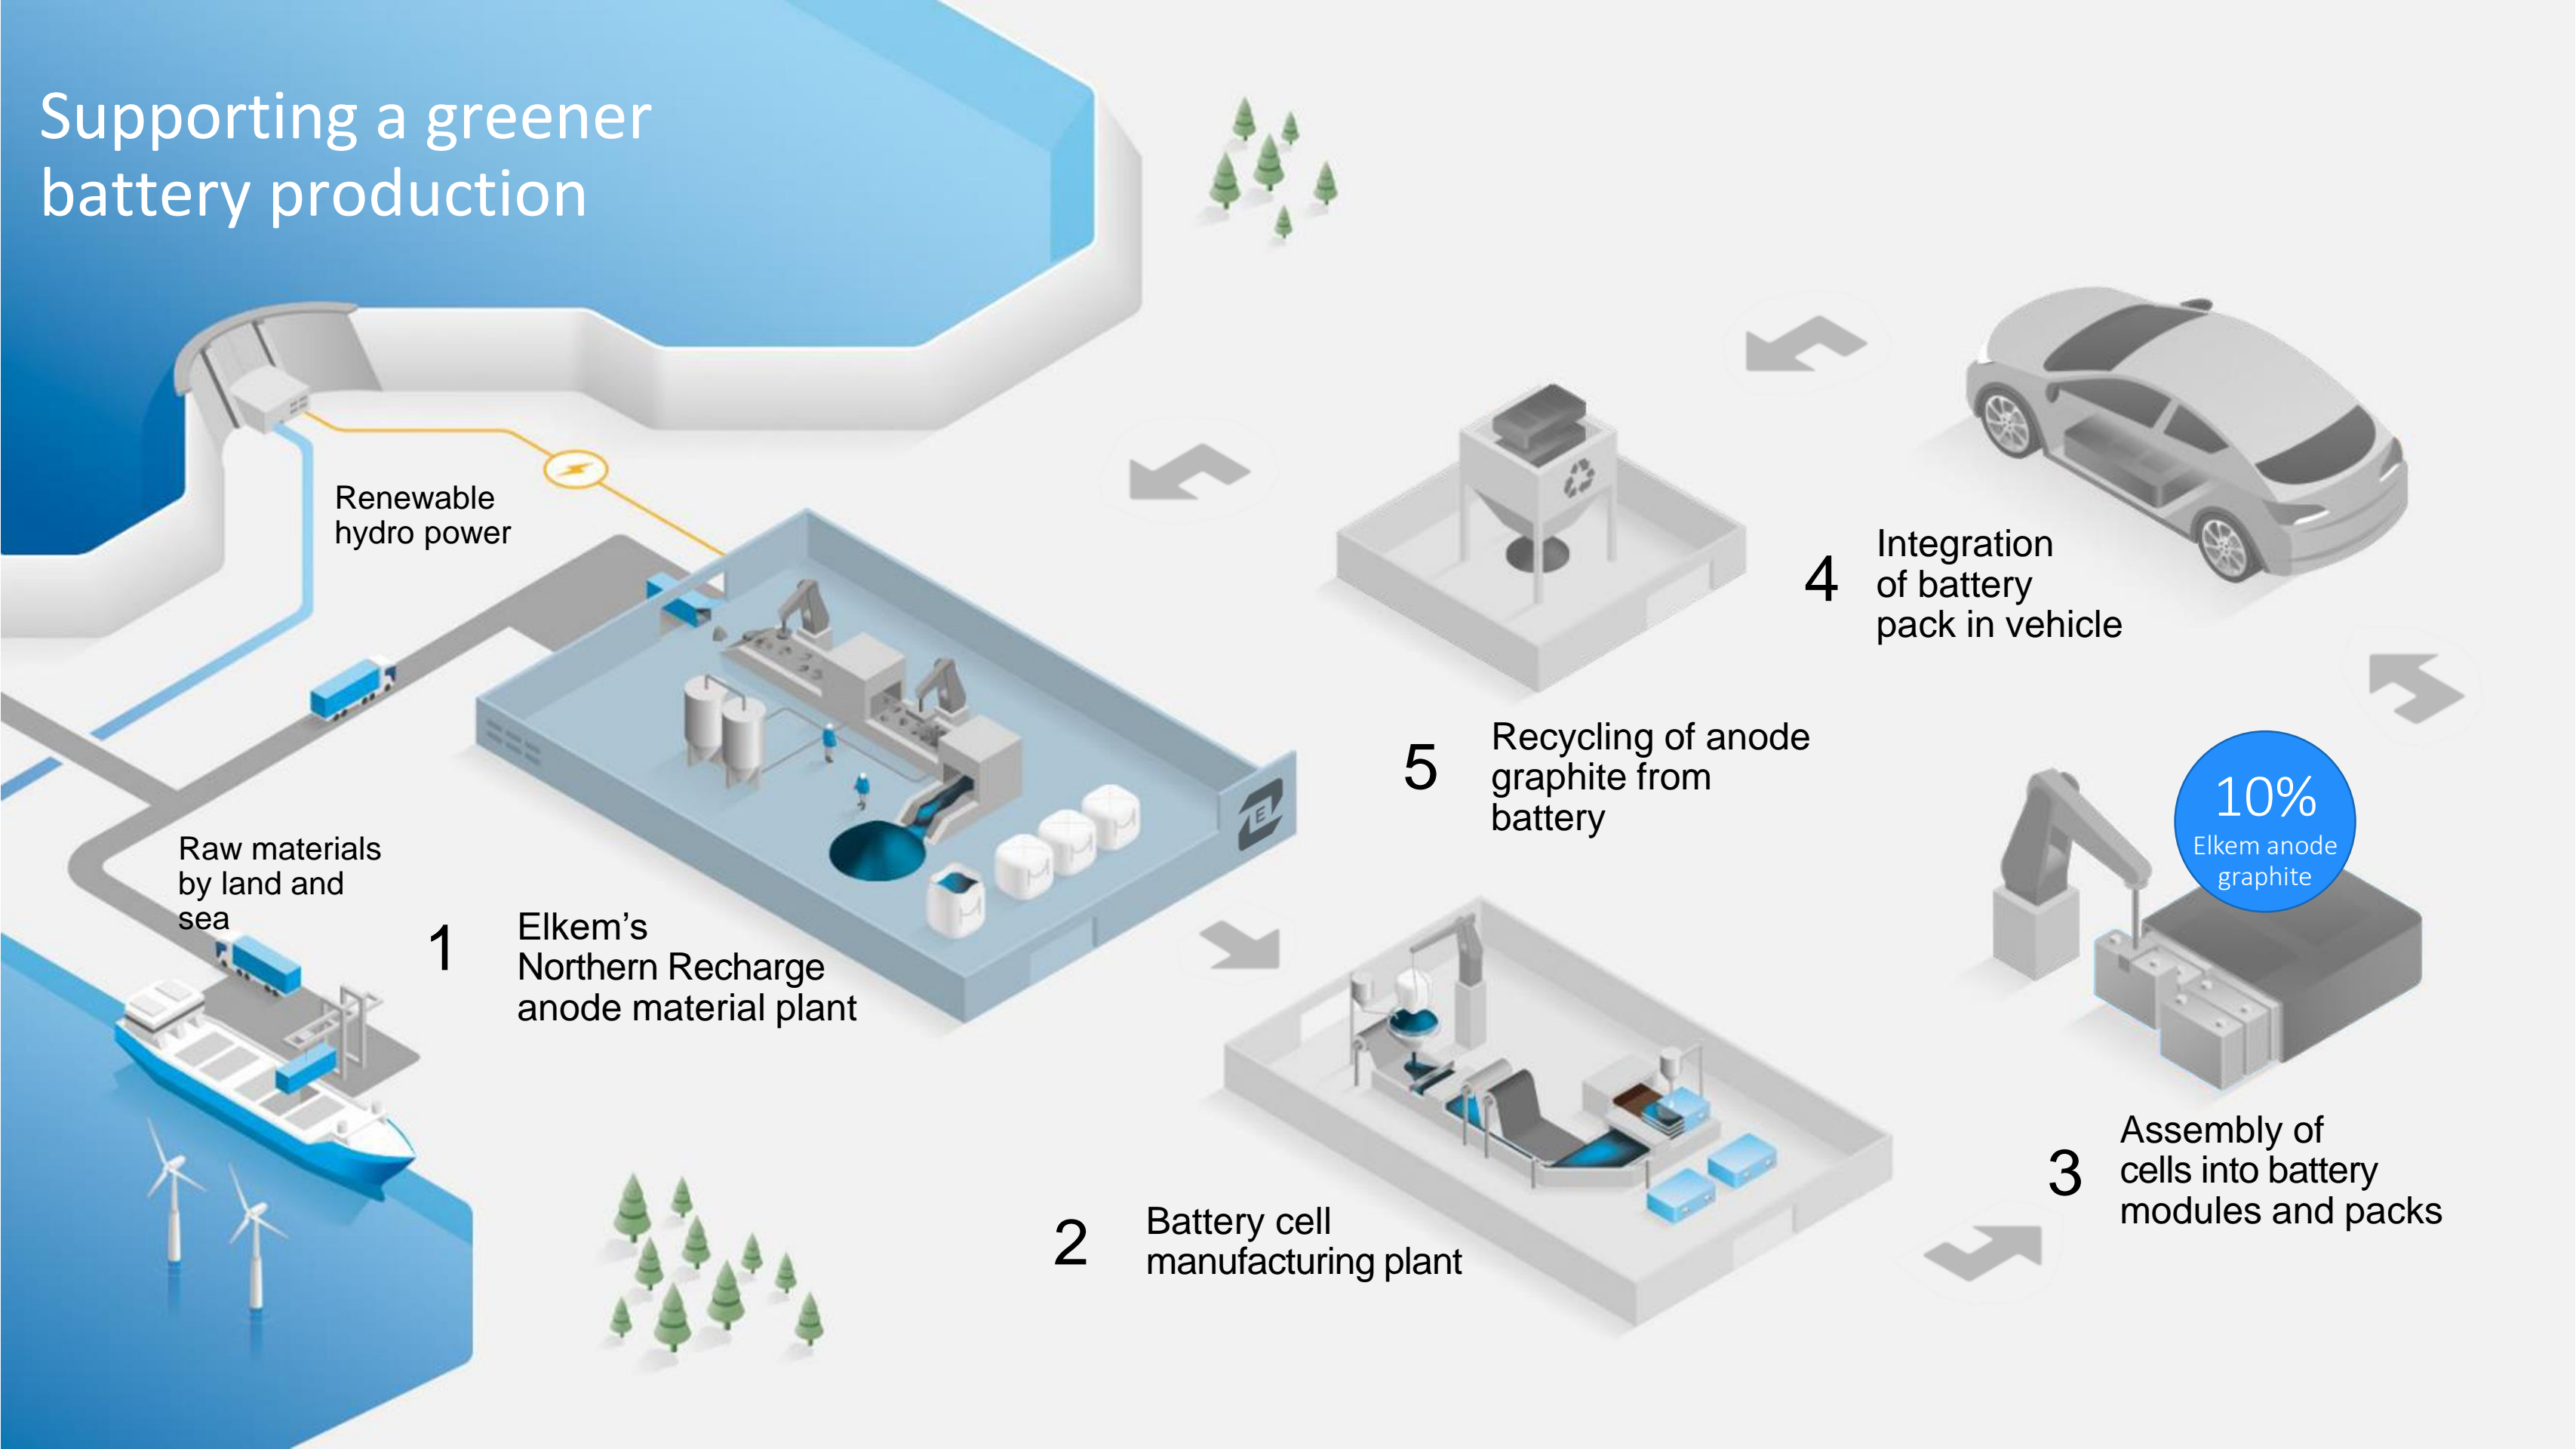 Supporting a greener
battery production
Renewable
hydro power
Raw materials
by land and
sea
1
Elkem’s
Northern Recharge
anode material plant
E
2
Battery cell
manufacturing plant
3
Assembly of
cells into battery
modules and packs
10%
Elkem anode
graphite
4
Integration
of battery
pack in vehicle
5
Recycling of anode
graphite from
battery